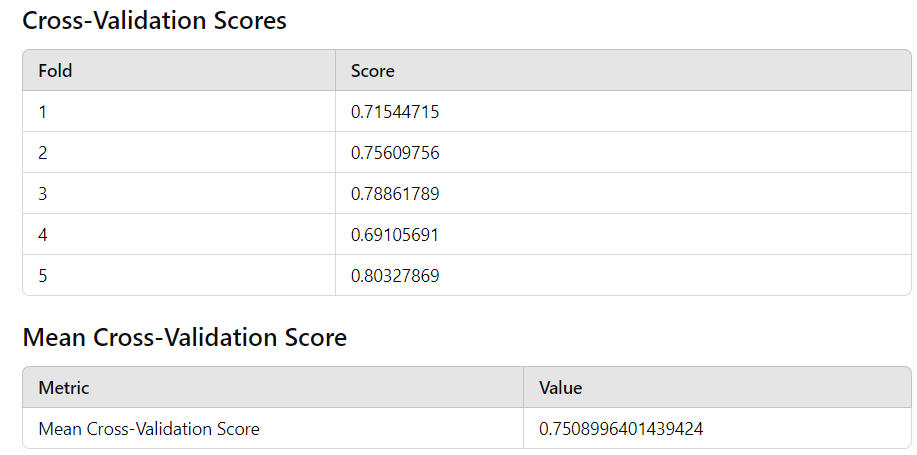 Cross-Validation Scores
Fold Score
1 0.71544715
2 0.75609756
3 0.78861789
4 0.69105691
5 0.80327869
Mean Cross-Validation Score
Metric Value
Mean Cross-Validation Score 0.7508996401439424